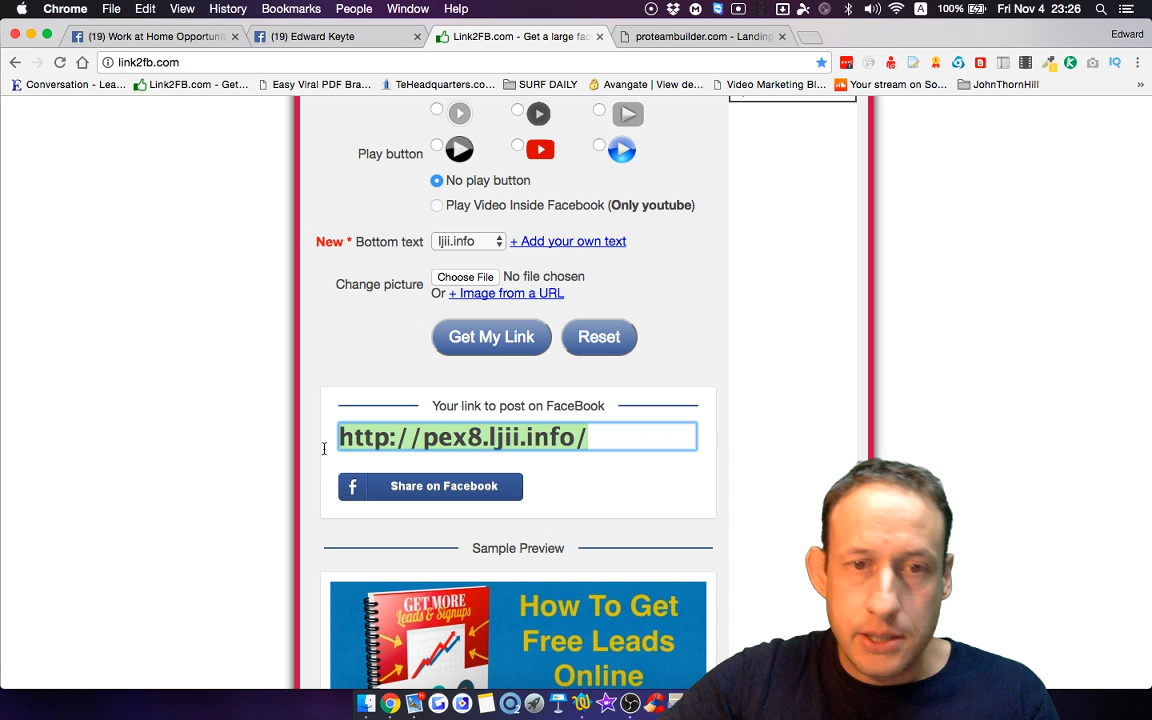 Chrome File Edit View History Bookmarks People Window Help 100% Fri Nov 4 23:26
(19) Work at Home Opportuni
(19) Edward Keyte
Link2FB.com - Get a large fac
proteambuilder.com - Landing
Edward
link2fb.com
Conversation - Lea...
Link2FB.com - Get...
Easy Viral PDF Bra...
TeHeadquarters.co...
SURF DAILY
Avangate | View de...
Video Marketing Bl...
Your stream on So...
JohnThornHill
»
Play button
No play button
Play Video Inside Facebook (Only youtube)
New * Bottom text ljii.info + Add your own text
Change picture Choose File No file chosen
Or + Image from a URL
Get My Link Reset
Your link to post on FaceBook
http://pex8.ljii.info/
Share on Facebook
Sample Preview
GET MORE
Leads & Signups
How To Get
Free Leads
Online